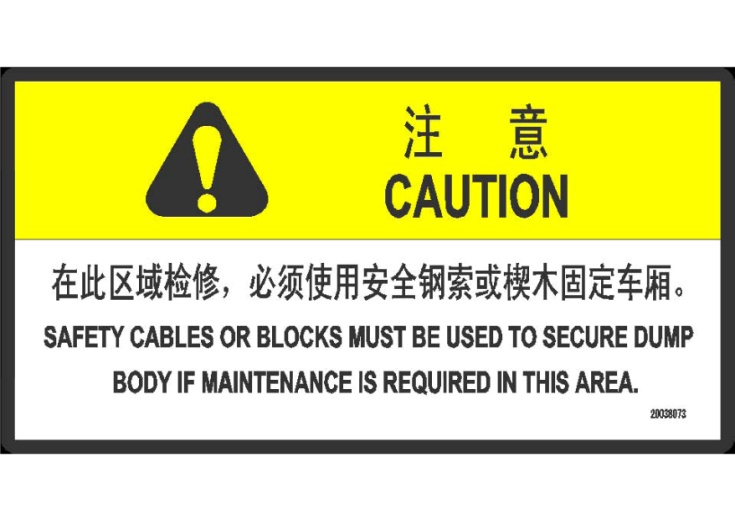 注 意
CAUTION
在此区域检修，必须使用安全钢索或楔木固定车厢。
SAFETY CABLES OR BLOCKS MUST BE USED TO SECURE DUMP
BODY IF MAINTENANCE IS REQUIRED IN THIS AREA.
20038073